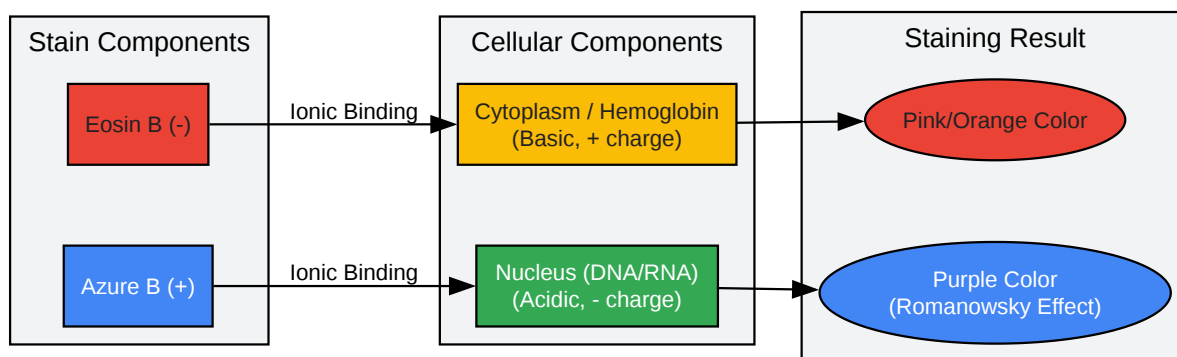 Stain Components
Cellular Components
Staining Result
Eosin B (-)
Ionic Binding
Cytoplasm / Hemoglobin
(Basic, + charge)
Pink/Orange Color
Azure B (+)
Ionic Binding
Nucleus (DNA/RNA)
(Acidic, - charge)
Purple Color
(Romanowsky Effect)